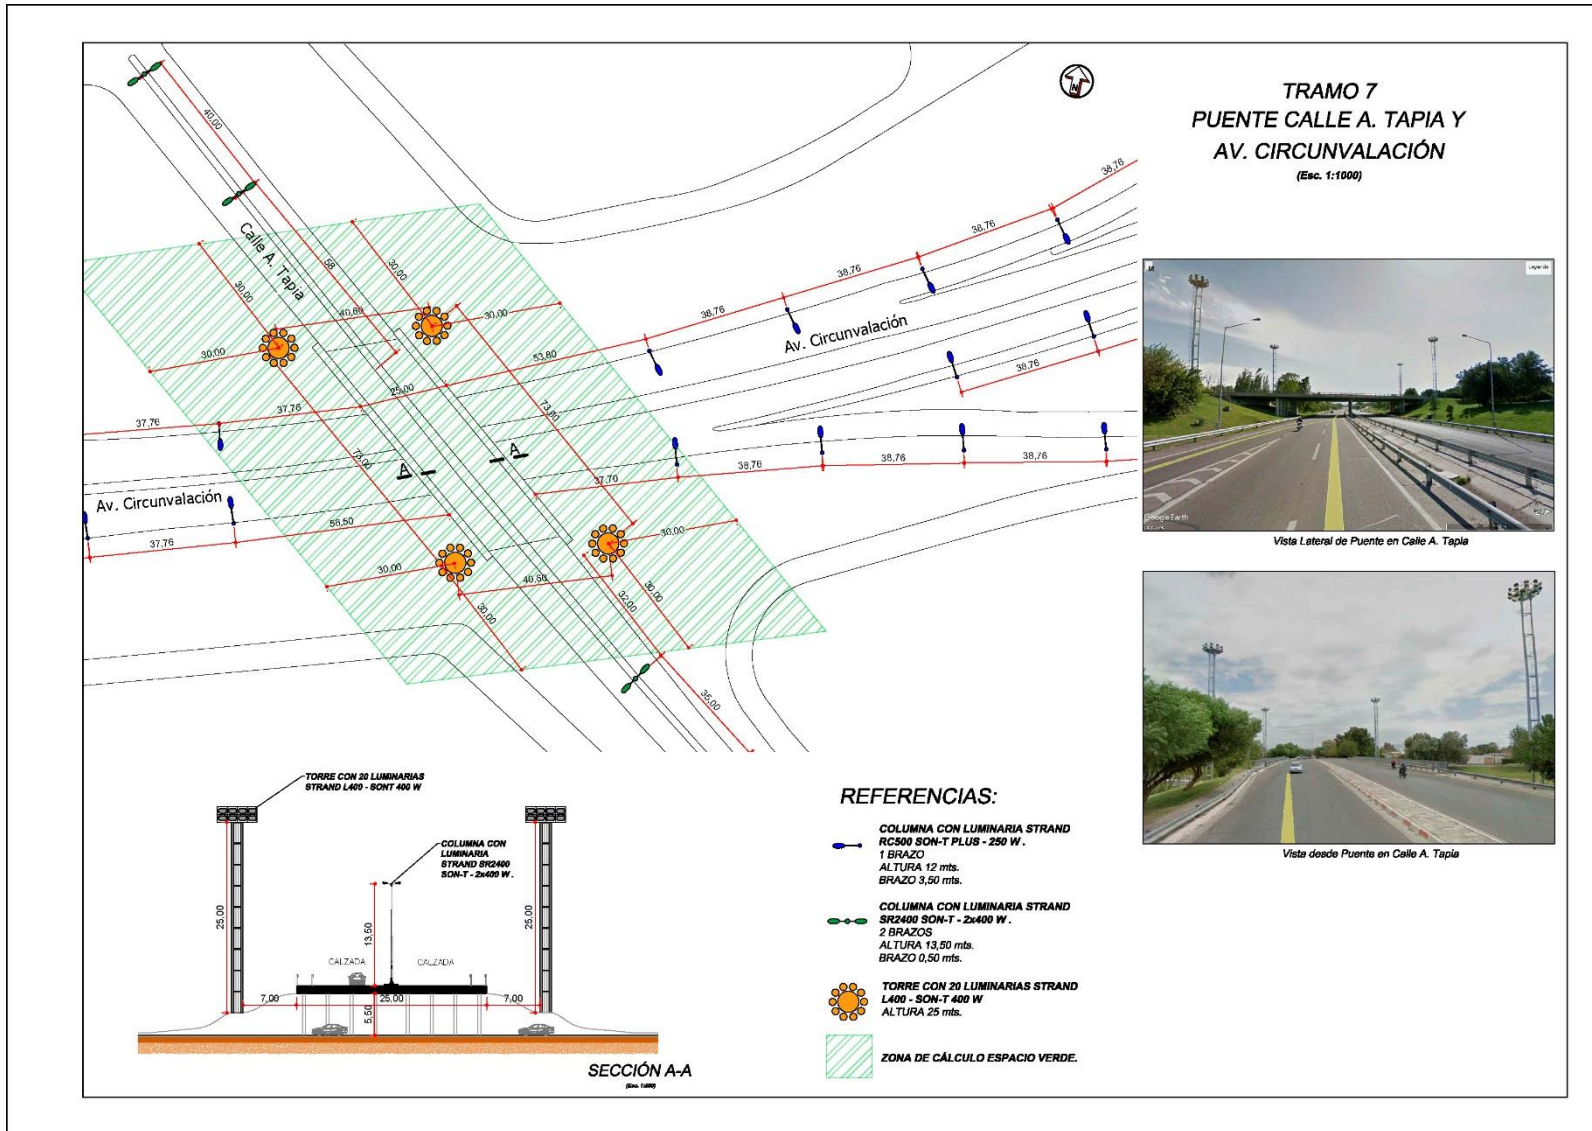 TRAMO 7
PUENTE CALLE A. TAPIA Y
AV. CIRCUNVALACIÓN
(Esc. 1:1000)
N
40,00
Calle A. Tapia
58
30,00
30,00
40,60
30,00
30,00
53,80
25,00
73,00
73,00
37,76
37,76
38,76
38,76
38,76
38,76
Av. Circunvalación
38,76
A
A
Av. Circunvalación
37,76
56,50
37,70
38,76
38,76
38,76
30,00
30,00
40,60
32,00
30,00
30,00
35,00
Google Earth
Vista Lateral de Puente en Calle A. Tapia
Vista desde Puente en Calle A. Tapia
TORRE CON 20 LUMINARIAS
STRAND L400 - SONT 400 W
COLUMNA CON
LUMINARIA
STRAND SR2400
SON-T - 2x400 W .
25,00
13,50
25,00
CALZADA
CALZADA
7,00
25,00
7,00
5,50
SECCIÓN A-A
REFERENCIAS:
COLUMNA CON LUMINARIA STRAND
RC500 SON-T PLUS - 250 W .
1 BRAZO
ALTURA 12 mts.
BRAZO 3,50 mts.
COLUMNA CON LUMINARIA STRAND
SR2400 SON-T - 2x400 W .
2 BRAZOS
ALTURA 13,50 mts.
BRAZO 0,50 mts.
TORRE CON 20 LUMINARIAS STRAND
L400 - SON-T 400 W
ALTURA 25 mts.
ZONA DE CÁLCULO ESPACIO VERDE.